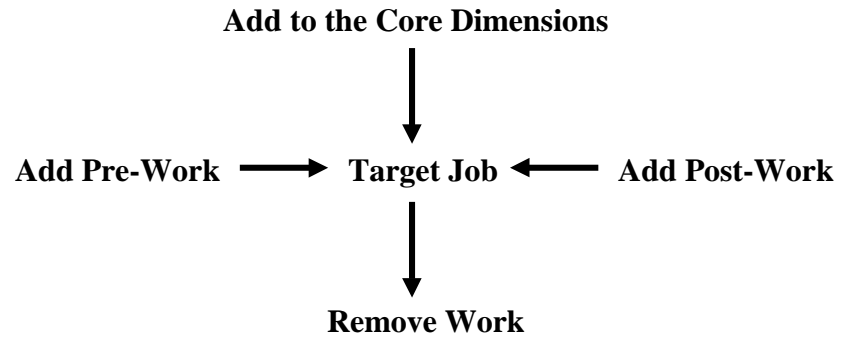 Add to the Core Dimensions
Add Pre-Work
Target Job
Add Post-Work
Remove Work